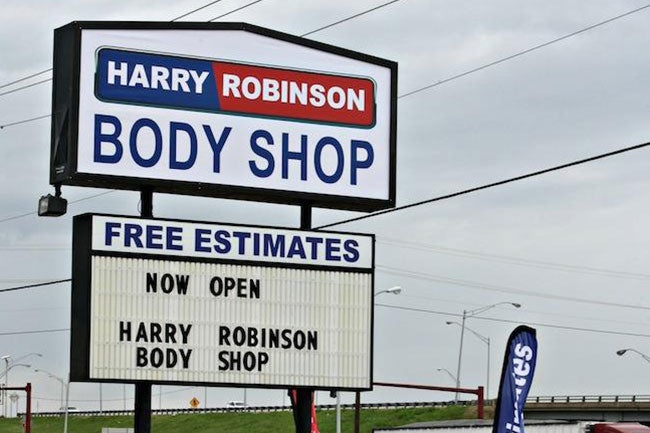 HARRY ROBINSON
BODY SHOP
FREE ESTIMATES
NOW OPEN
HARRY ROBINSON
BODY SHOP